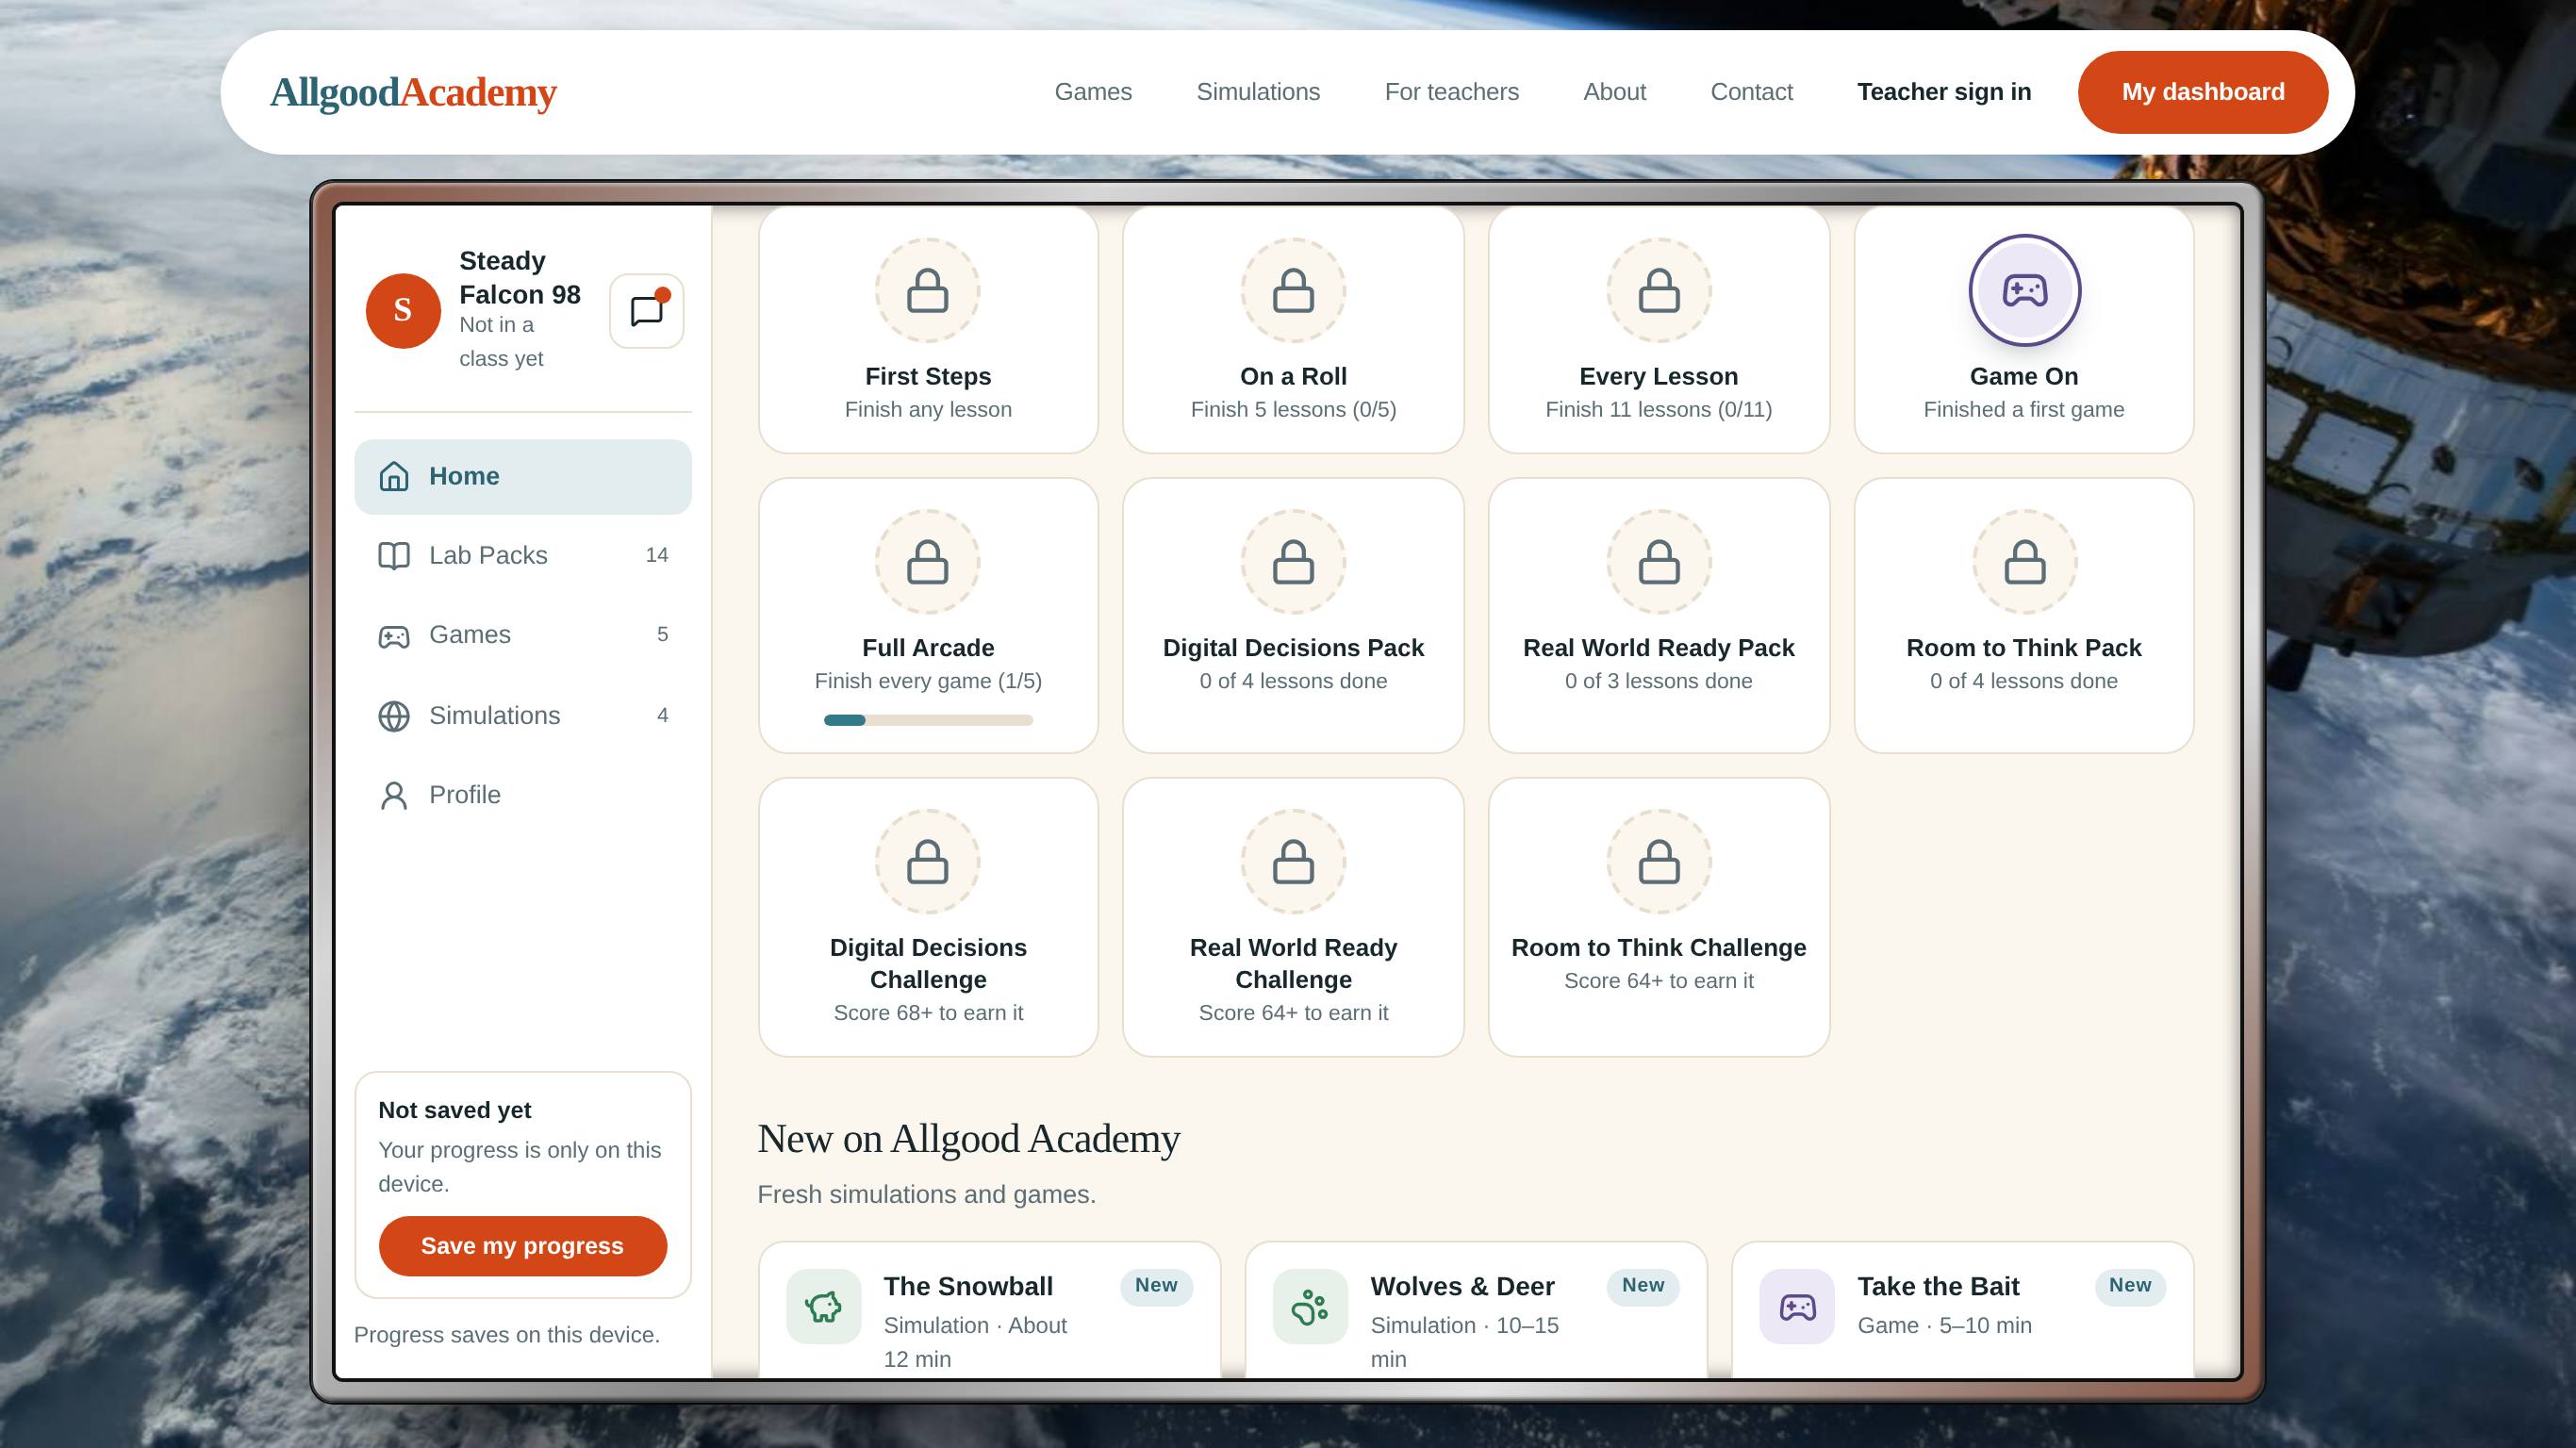 AllgoodAcademy
Games
Simulations
For teachers
About
Contact
Teacher sign in
My dashboard
S
Steady
Falcon 98
Not in a
class yet
Home
Lab Packs
14
Games
5
Simulations
4
Profile
Not saved yet
Your progress is only on this
device.
Save my progress
Progress saves on this device.
First Steps
Finish any lesson
On a Roll
Finish 5 lessons (0/5)
Every Lesson
Finish 11 lessons (0/11)
Game On
Finished a first game
Full Arcade
Finish every game (1/5)
Digital Decisions Pack
0 of 4 lessons done
Real World Ready Pack
0 of 3 lessons done
Room to Think Pack
0 of 4 lessons done
Digital Decisions
Challenge
Score 68+ to earn it
Real World Ready
Challenge
Score 64+ to earn it
Room to Think Challenge
Score 64+ to earn it
New on Allgood Academy
Fresh simulations and games.
The Snowball
New
Simulation · About
12 min
Wolves & Deer
New
Simulation · 10–15
min
Take the Bait
New
Game · 5–10 min